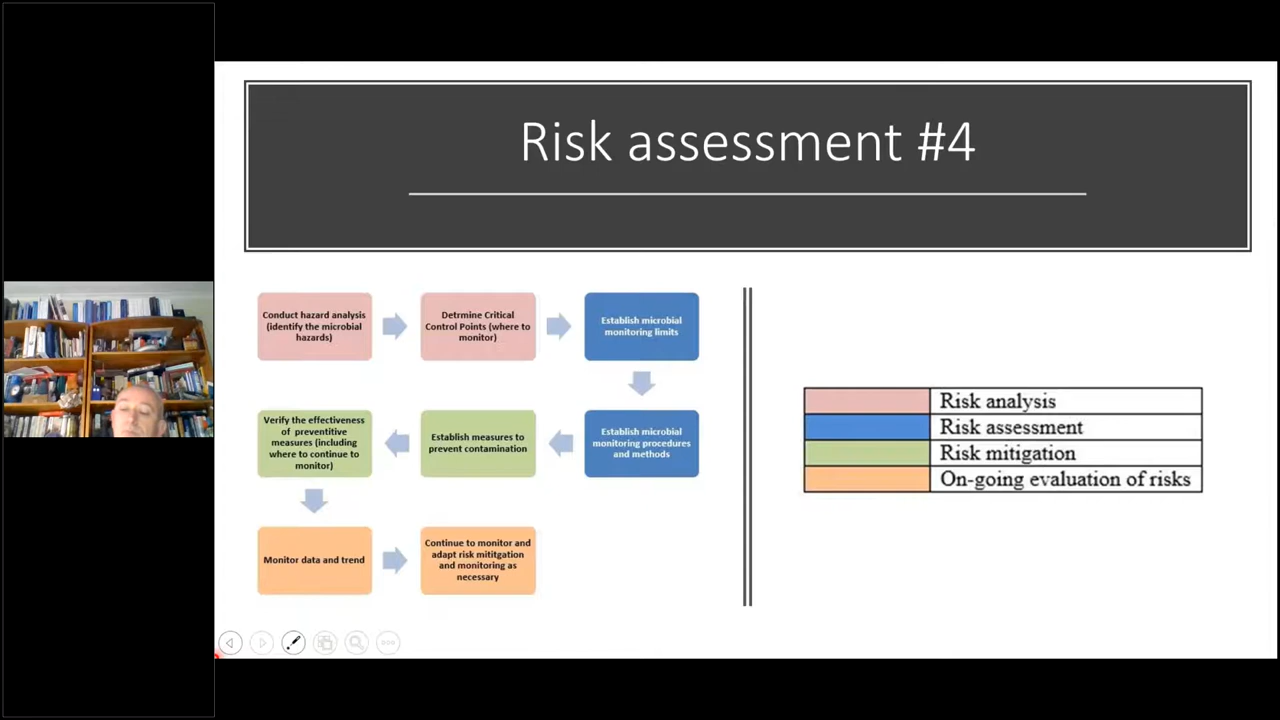 Risk assessment #4
Conduct hazard analysis
(identify the microbial
hazards)
Detrmine Critical
Control Points (where to
monitor)
Establish microbial
monitoring limits
Establish microbial
monitoring procedures
and methods
Establish measures to
prevent contamination
Verify the effectiveness
of preventitive
measures (including
where to continue to
monitor)
Monitor data and trend
Continue to monitor and
adapt risk mititgation
and monitoring as
necessary
Risk analysis
Risk assessment
Risk mitigation
On-going evaluation of risks